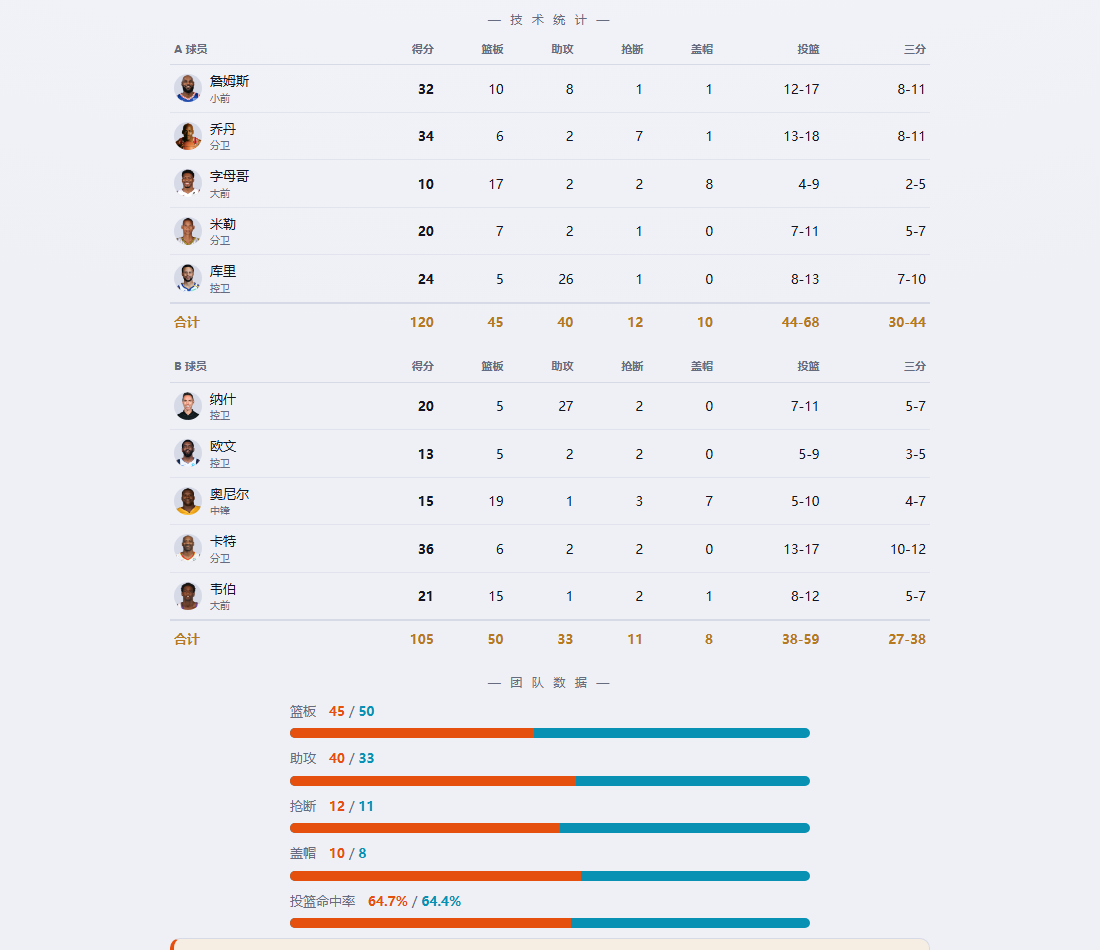 — 技 术 统 计 —
A 球员 得分 篮板 助攻 抢断 盖帽 投篮 三分
詹姆斯 32 10 8 1 1 12-17 8-11
小前
乔丹 34 6 2 7 1 13-18 8-11
分卫
字母哥 10 17 2 2 8 4-9 2-5
大前
米勒 20 7 2 1 0 7-11 5-7
分卫
库里 24 5 26 1 0 8-13 7-10
控卫
合计 120 45 40 12 10 44-68 30-44
B 球员 得分 篮板 助攻 抢断 盖帽 投篮 三分
纳什 20 5 27 2 0 7-11 5-7
控卫
欧文 13 5 2 2 0 5-9 3-5
控卫
奥尼尔 15 19 1 3 7 5-10 4-7
中锋
卡特 36 6 2 2 0 13-17 10-12
分卫
韦伯 21 15 1 2 1 8-12 5-7
大前
合计 105 50 33 11 8 38-59 27-38
— 团 队 数 据 —
篮板 45 / 50
助攻 40 / 33
抢断 12 / 11
盖帽 10 / 8
投篮命中率 64.7% / 64.4%